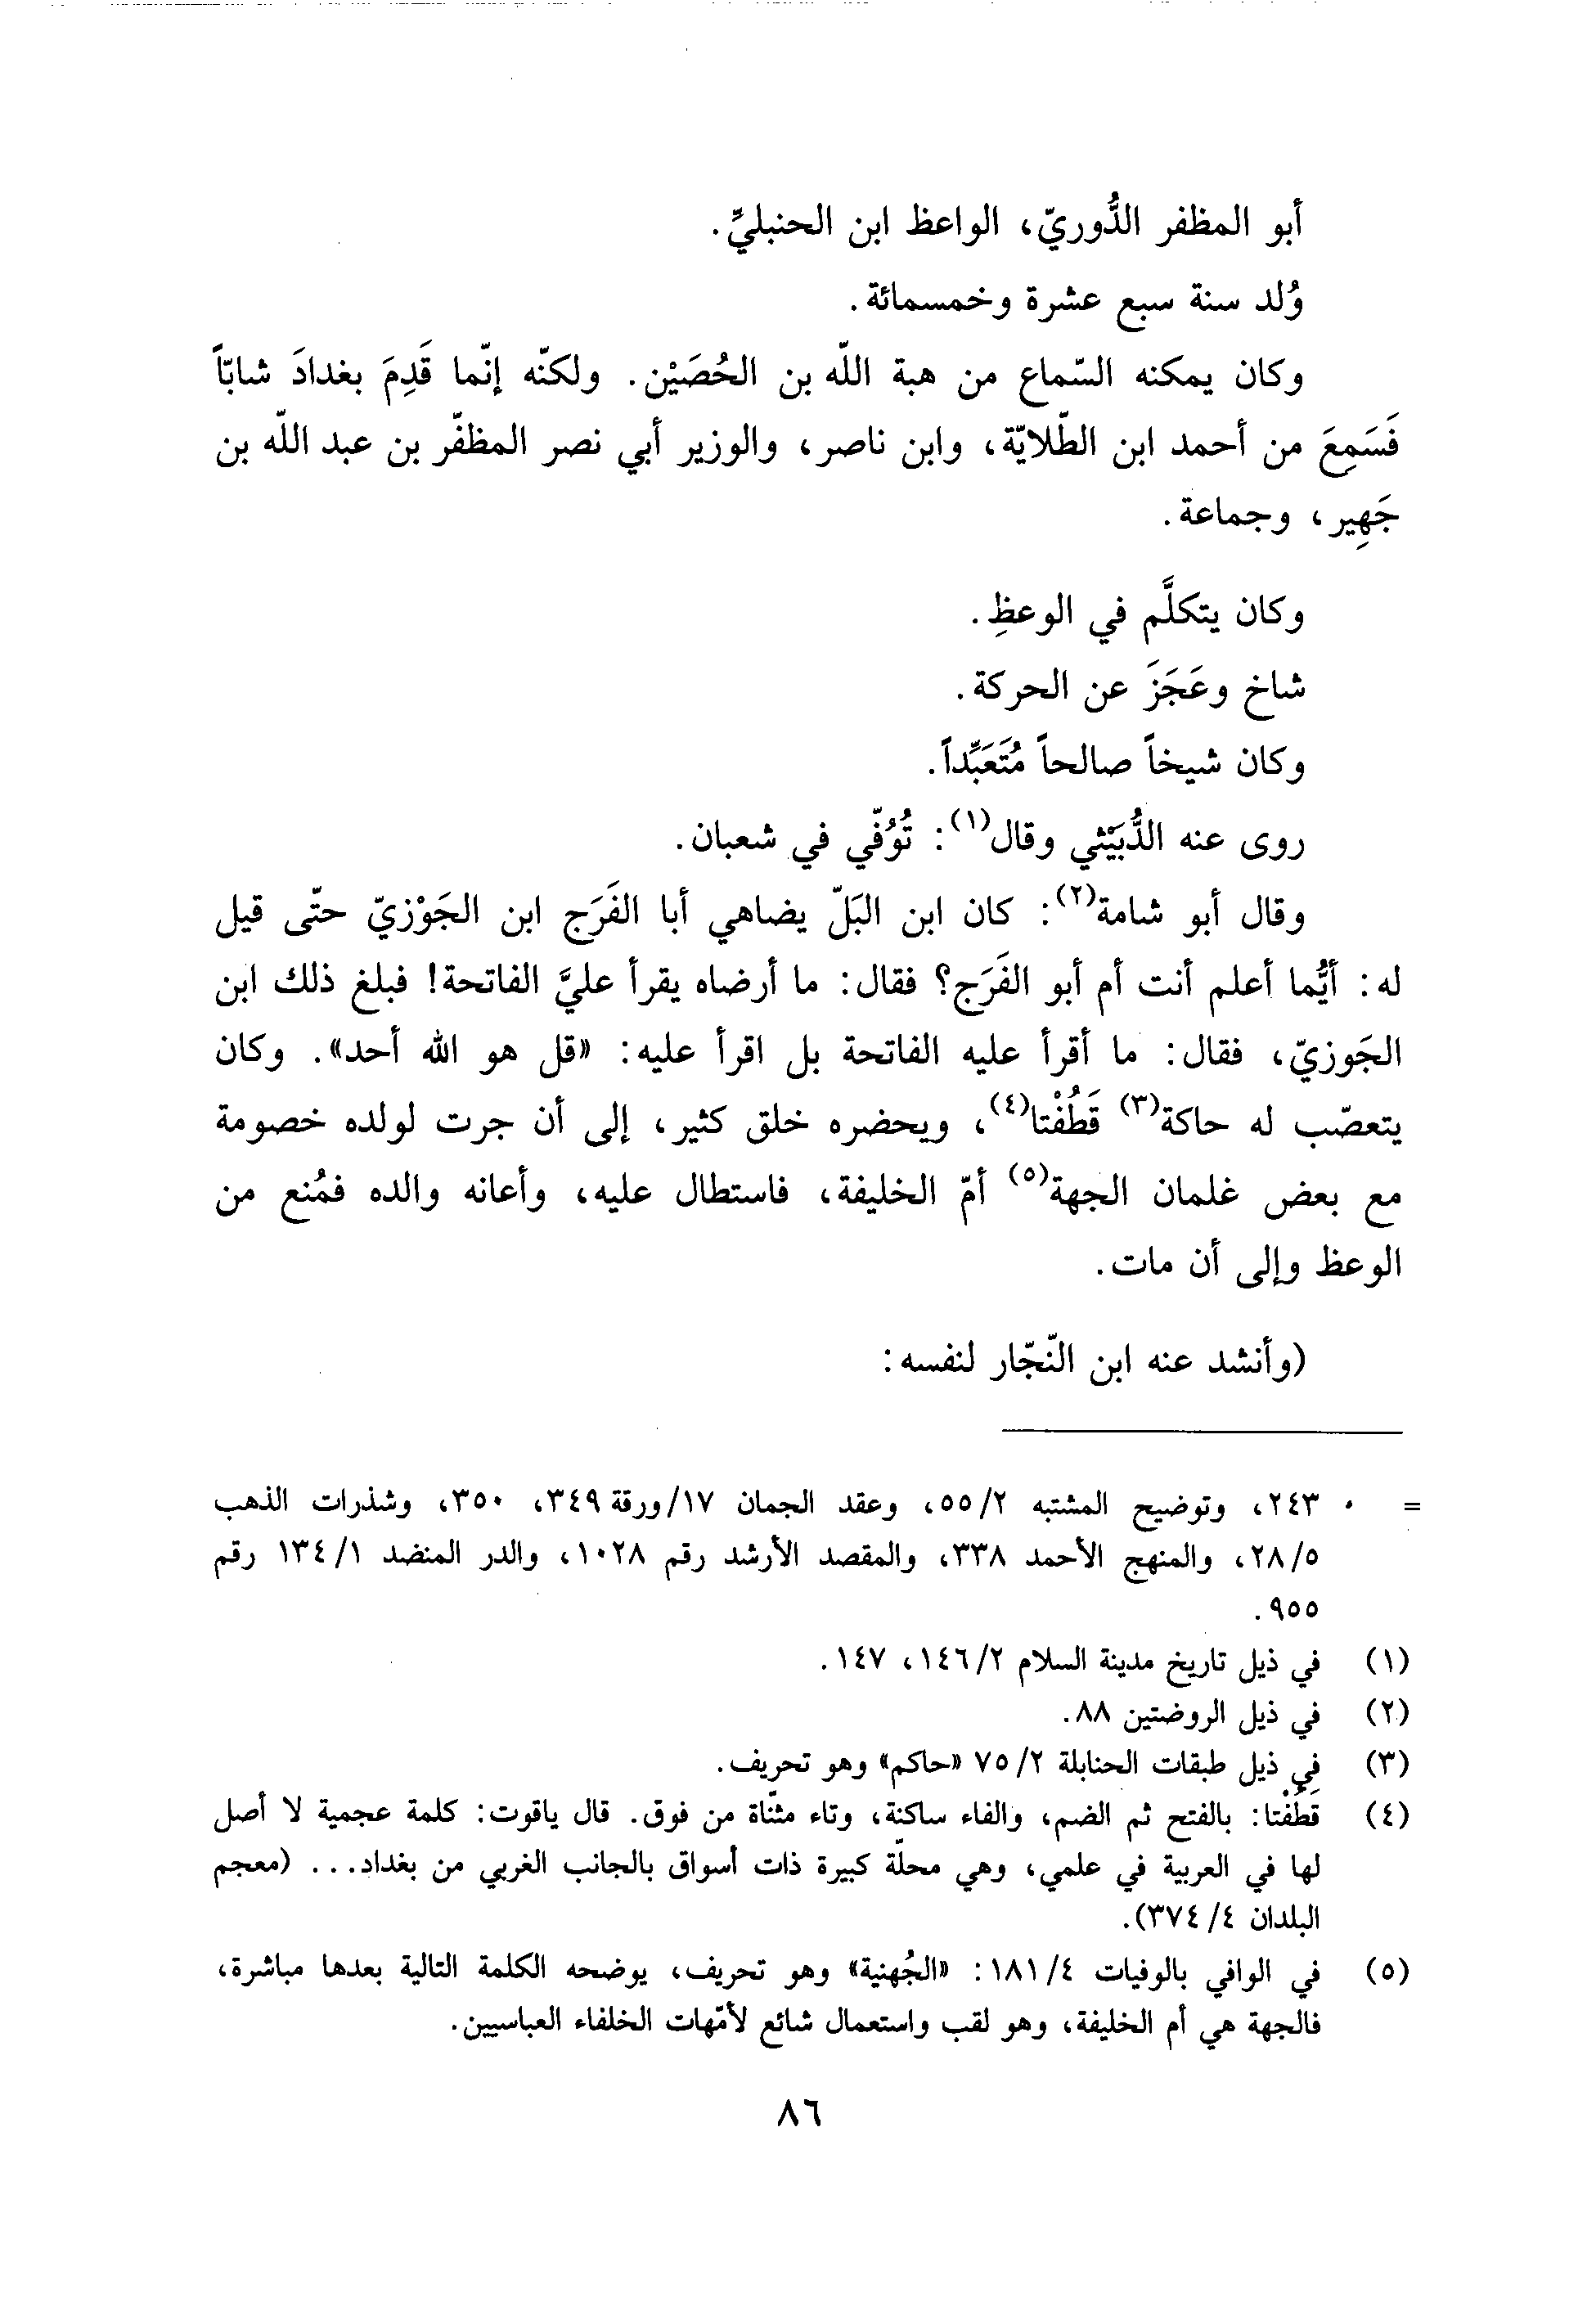 أبو المظفر الدُّوريّ، الواعظ ابن الحنبليِّ.
وُلد سنة سبع عشرة وخمسمائة.
وكان يمكنه السّماع من هبة اللّه بن الحُصَيْن. ولكنّه إنّما قَدِمَ بغدادَ شابّاً
فَسَمِعَ من أحمد ابن الطّلايّة، وابن ناصر، والوزير أبي نصر المظفّر بن عبد اللّه بن
جَهِير، وجماعة.
وكان يتكلَّم في الوعظِ.
شاخ وعَجَزَ عن الحركة.
وكان شيخاً صالحاً مُتَعَبِّداً.
روى عنه الدُّبَيْثي وقال(١): تُوُفّي في شعبان.
وقال أبو شامة(٢): كان ابن البَلّ يضاهي أبا الفَرَج ابن الجَوْزيّ حتّى قيل
له: أيُّما أعلم أنت أم أبو الفَرَج؟ فقال: ما أرضاه يقرأ عليَّ الفاتحة! فبلغ ذلك ابن
الجَوزيّ، فقال: ما أقرأ عليه الفاتحة بل اقرأ عليه: «قل هو الله أحد». وكان
يتعصّب له حاكة(٣) قَطُفْتا(٤)، ويحضره خلق كثير، إلى أن جرت لولده خصومة
مع بعض غلمان الجهة(٥) أمّ الخليفة، فاستطال عليه، وأعانه والده فمُنع من
الوعظ وإلى أن مات.
(وأنشد عنه ابن النّجّار لنفسه:
= ٢٤٣، وتوضيح المشتبه ٥٥/٢، وعقد الجمان ١٧/ورقة ٣٤٩، ٣٥٠، وشذرات الذهب
٢٨/٥، والمنهج الأحمد ٣٣٨، والمقصد الأرشد رقم ١٠٢٨، والدر المنضد ١٣٤/١ رقم
٩٥٥.
(١) في ذيل تاريخ مدينة السلام ١٤٦/٢، ١٤٧.
(٢) في ذيل الروضتين ٨٨.
(٣) في ذيل طبقات الحنابلة ٧٥/٢ «حاكم» وهو تحريف.
(٤) قَطُفْتا: بالفتح ثم الضم، والفاء ساكنة، وتاء مثنّاة من فوق. قال ياقوت: كلمة عجمية لا أصل
لها في العربية في علمي، وهي محلّة كبيرة ذات أسواق بالجانب الغربي من بغداد... (معجم
البلدان ٣٧٤/٤).
(٥) في الوافي بالوفيات ١٨١/٤: «الجُهنية» وهو تحريف، يوضحه الكلمة التالية بعدها مباشرة،
فالجهة هي أم الخليفة، وهو لقب واستعمال شائع لأمّهات الخلفاء العباسيين.
٨٦